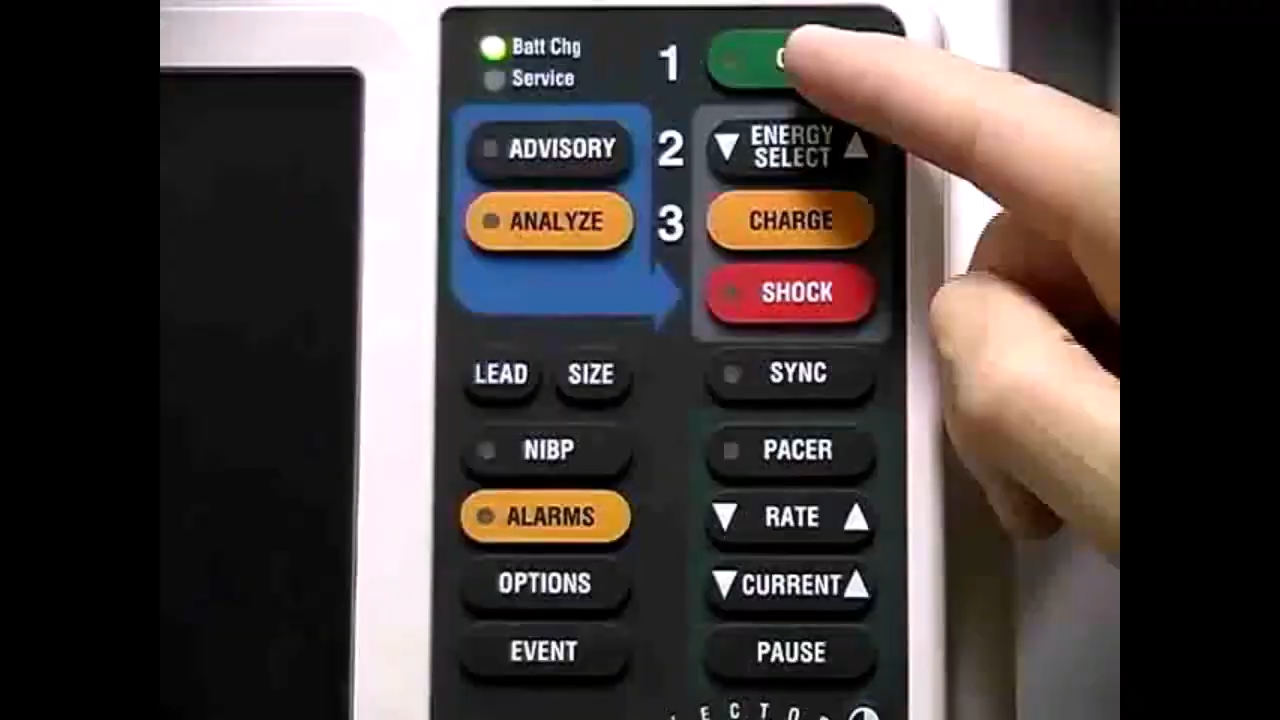 Batt Chg
Service
1
ADVISORY
2
ENERGY
SELECT
ANALYZE
3
CHARGE
SHOCK
LEAD
SIZE
SYNC
NIBP
PACER
ALARMS
RATE
OPTIONS
CURRENT
EVENT
PAUSE